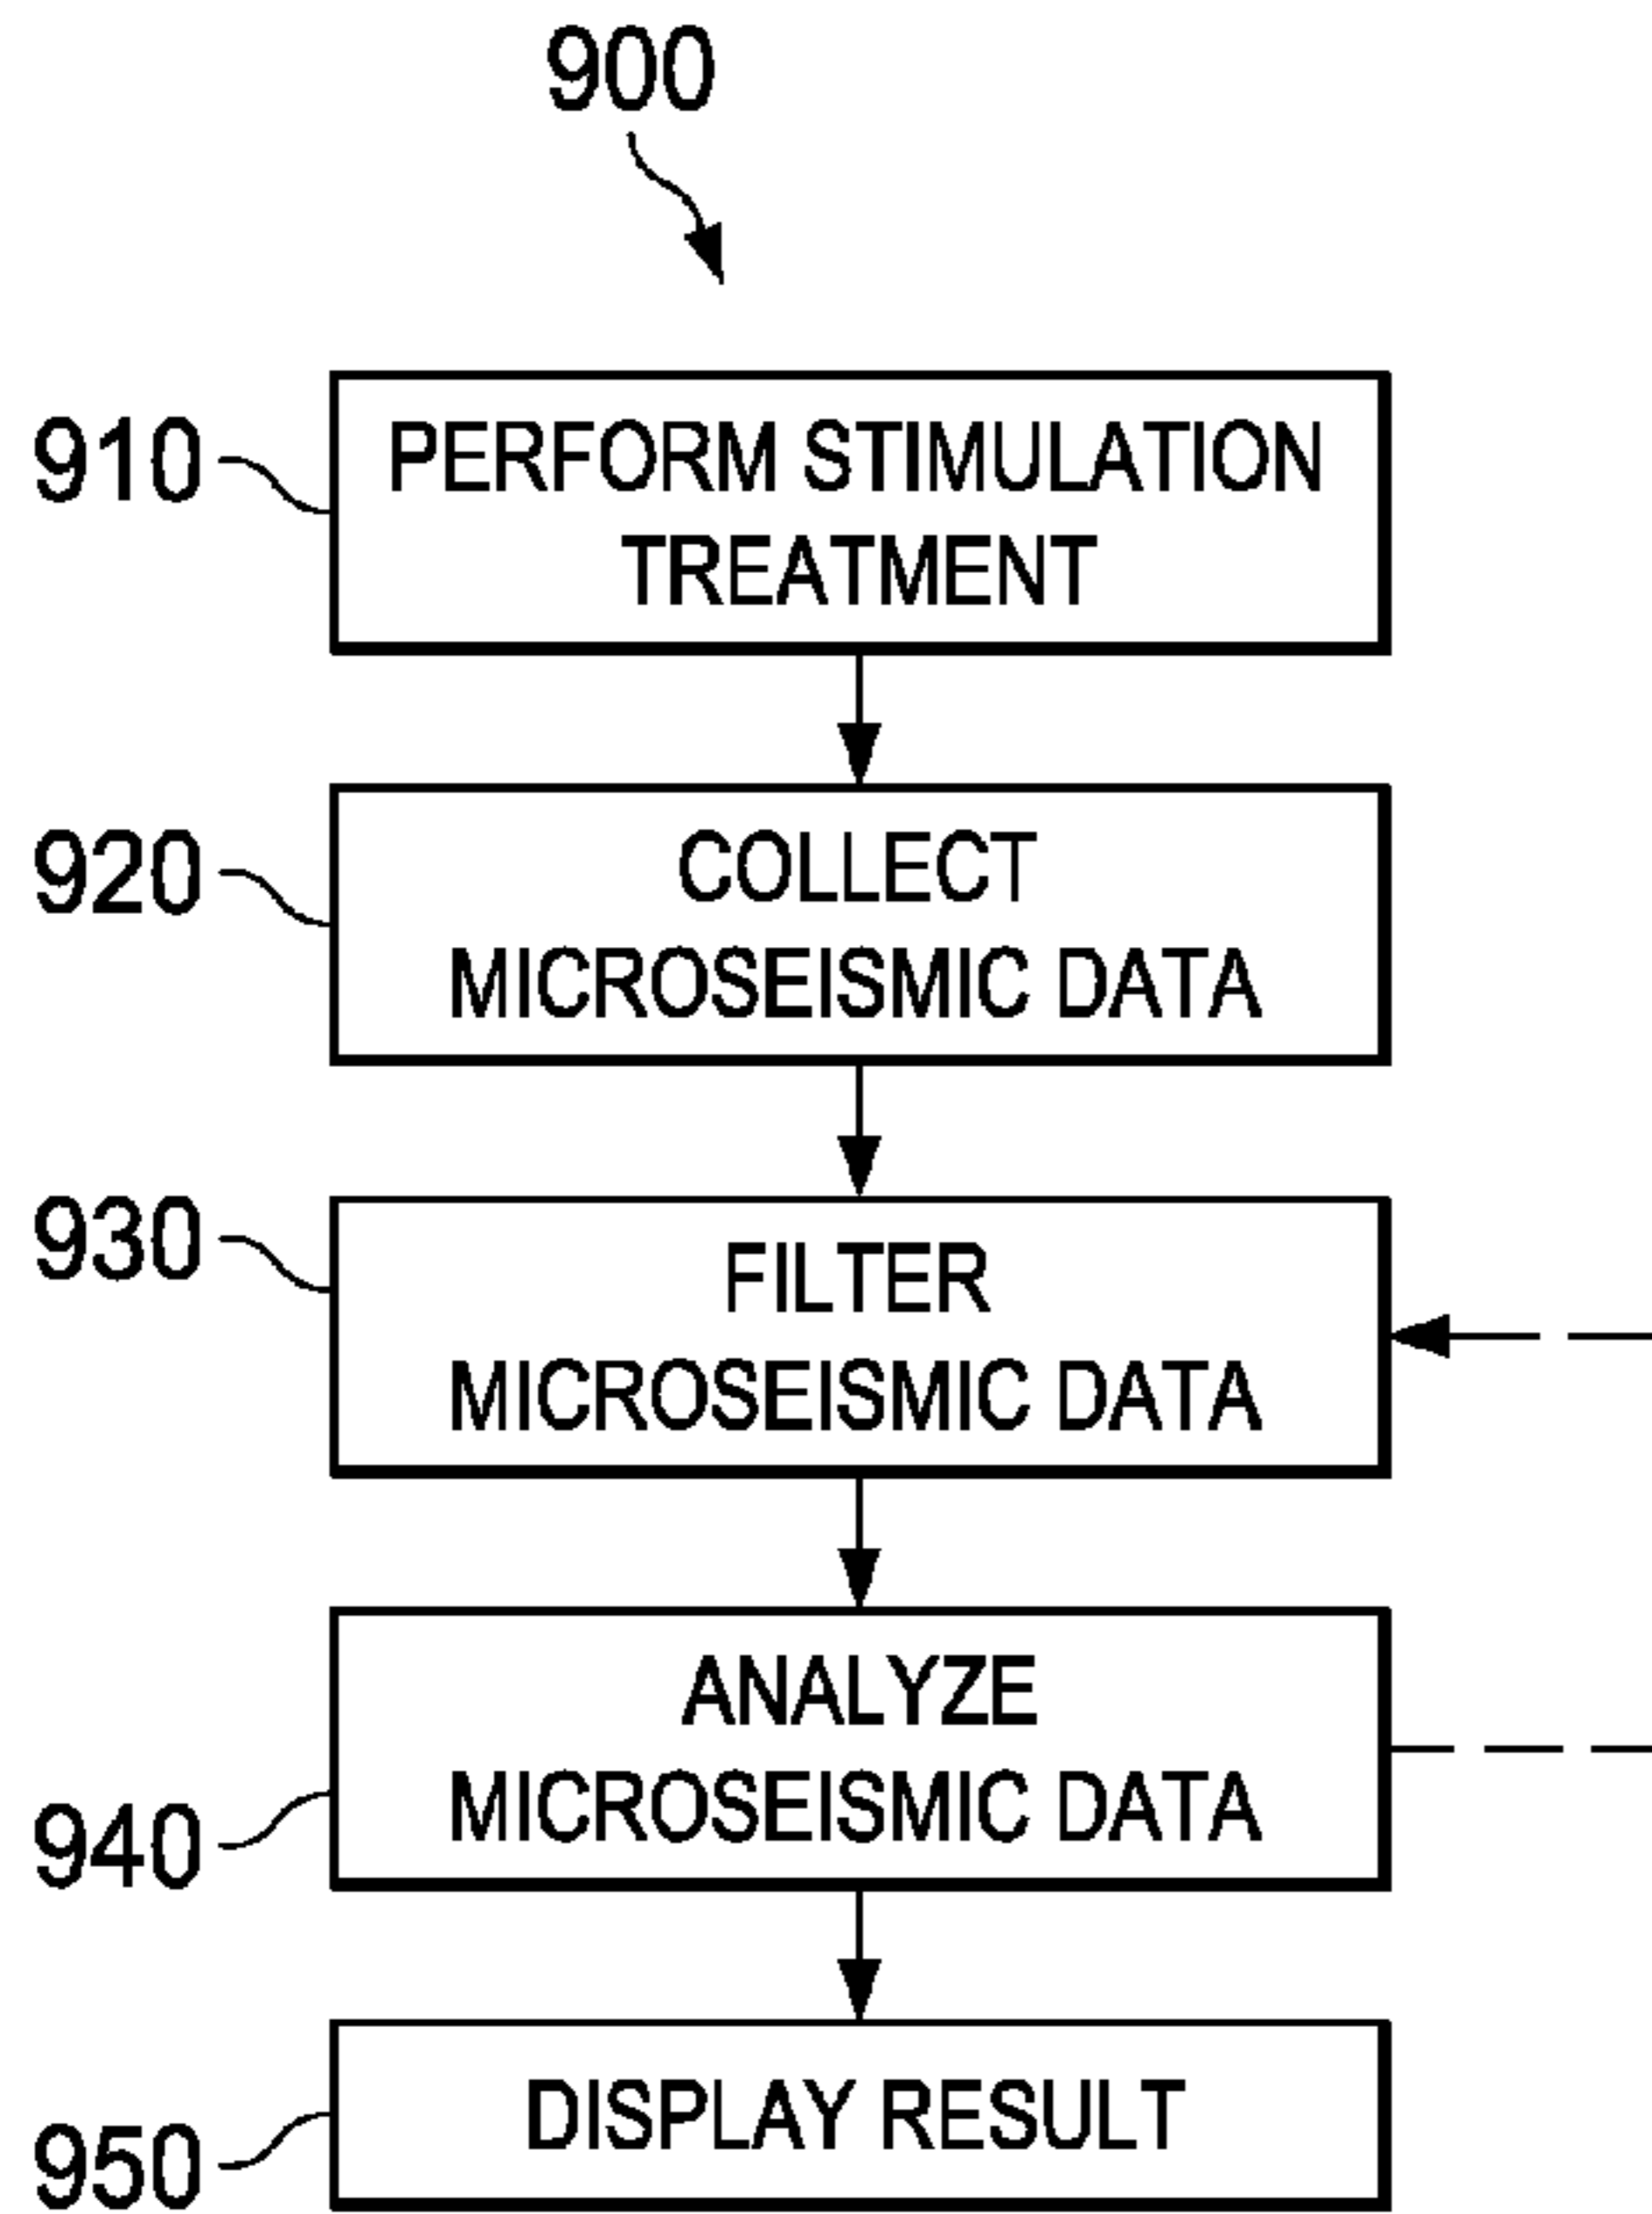 900
910
PERFORM STIMULATION
TREATMENT
920
COLLECT
MICROSEISMIC DATA
930
FILTER
MICROSEISMIC DATA
940
ANALYZE
MICROSEISMIC DATA
950
DISPLAY RESULT